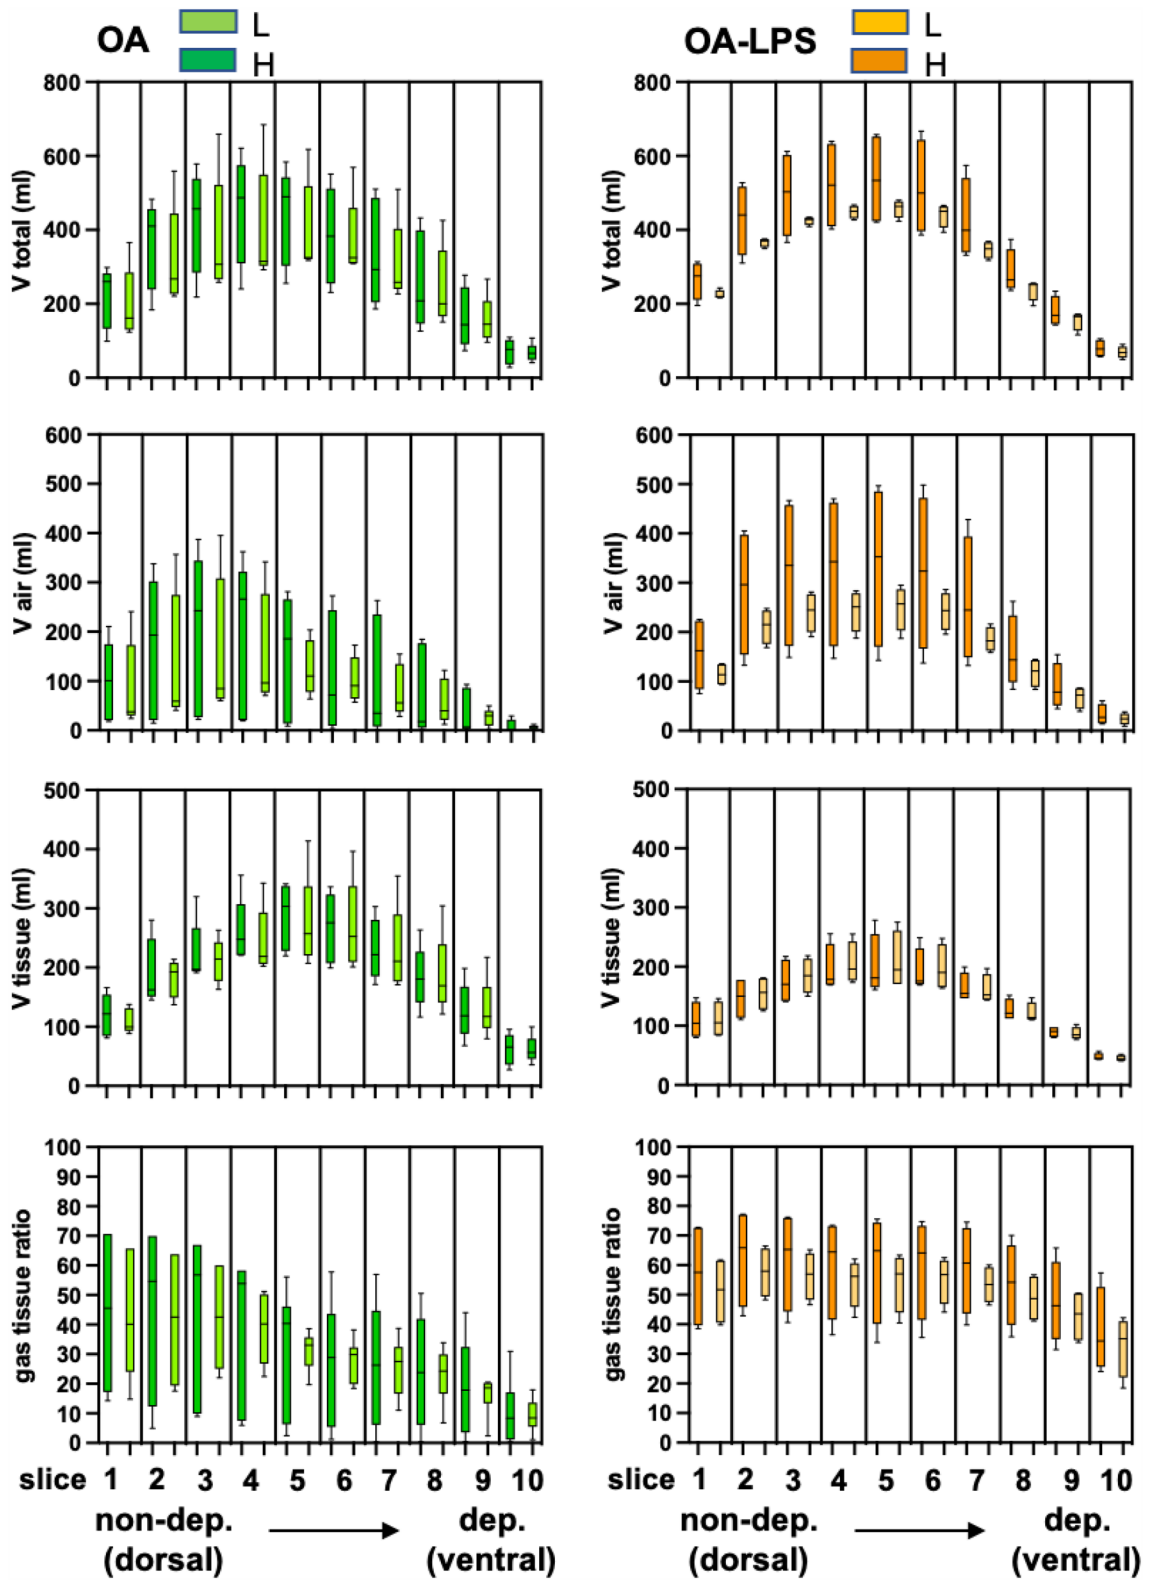 OA
L
H
OA-LPS
L
H
V total (ml)
800
600
400
200
0
V total (ml)
800
600
400
200
0
V air (ml)
600
500
400
300
200
100
0
V air (ml)
600
500
400
300
200
100
0
V tissue (ml)
500
400
300
200
100
0
V tissue (ml)
500
400
300
200
100
0
gas tissue ratio
100
90
80
70
60
50
40
30
20
10
0
gas tissue ratio
100
90
80
70
60
50
40
30
20
10
0
slice 1 2 3 4 5 6 7 8 9 10
non-dep. dep.
(dorsal) (ventral)
slice 1 2 3 4 5 6 7 8 9 10
non-dep. dep.
(dorsal) (ventral)